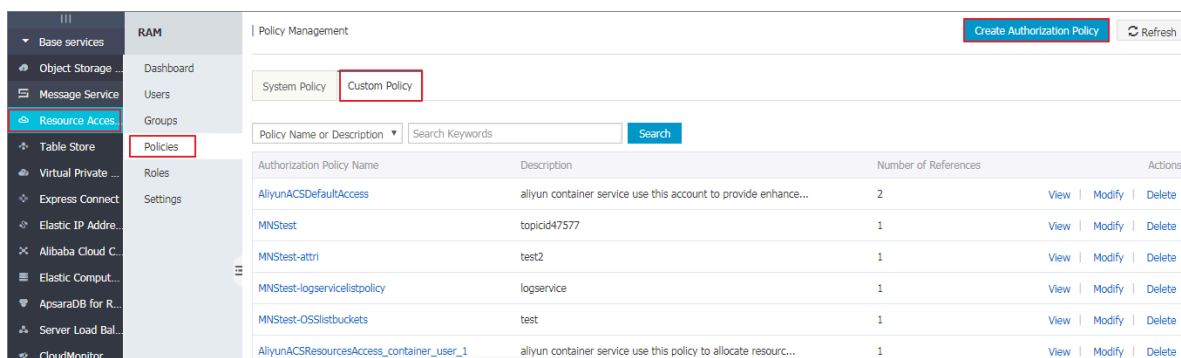 Base services
Object Storage ...
Message Service
Resource Acces...
Table Store
Virtual Private ...
Express Connect
Elastic IP Addre...
Alibaba Cloud C...
Elastic Comput...
ApsaraDB for R...
Server Load Bal...
CloudMonitor
RAM
Dashboard
Users
Groups
Policies
Roles
Settings
Policy Management
Create Authorization Policy
Refresh
System Policy
Custom Policy
Policy Name or Description
Search Keywords
Search
Authorization Policy Name Description Number of References Actions
AliyunACSDefaultAccess aliyun container service use this account to provide enhance... 2 View | Modify | Delete
MNStest topicid47577 1 View | Modify | Delete
MNStest-attri test2 1 View | Modify | Delete
MNStest-logservicelistpolicy logservice 1 View | Modify | Delete
MNStest-OSSlistbuckets test 1 View | Modify | Delete
AliyunACSResourcesAccess_container_user_1 aliyun container service use this policy to allocate resourc... 1 View | Modify | Delete